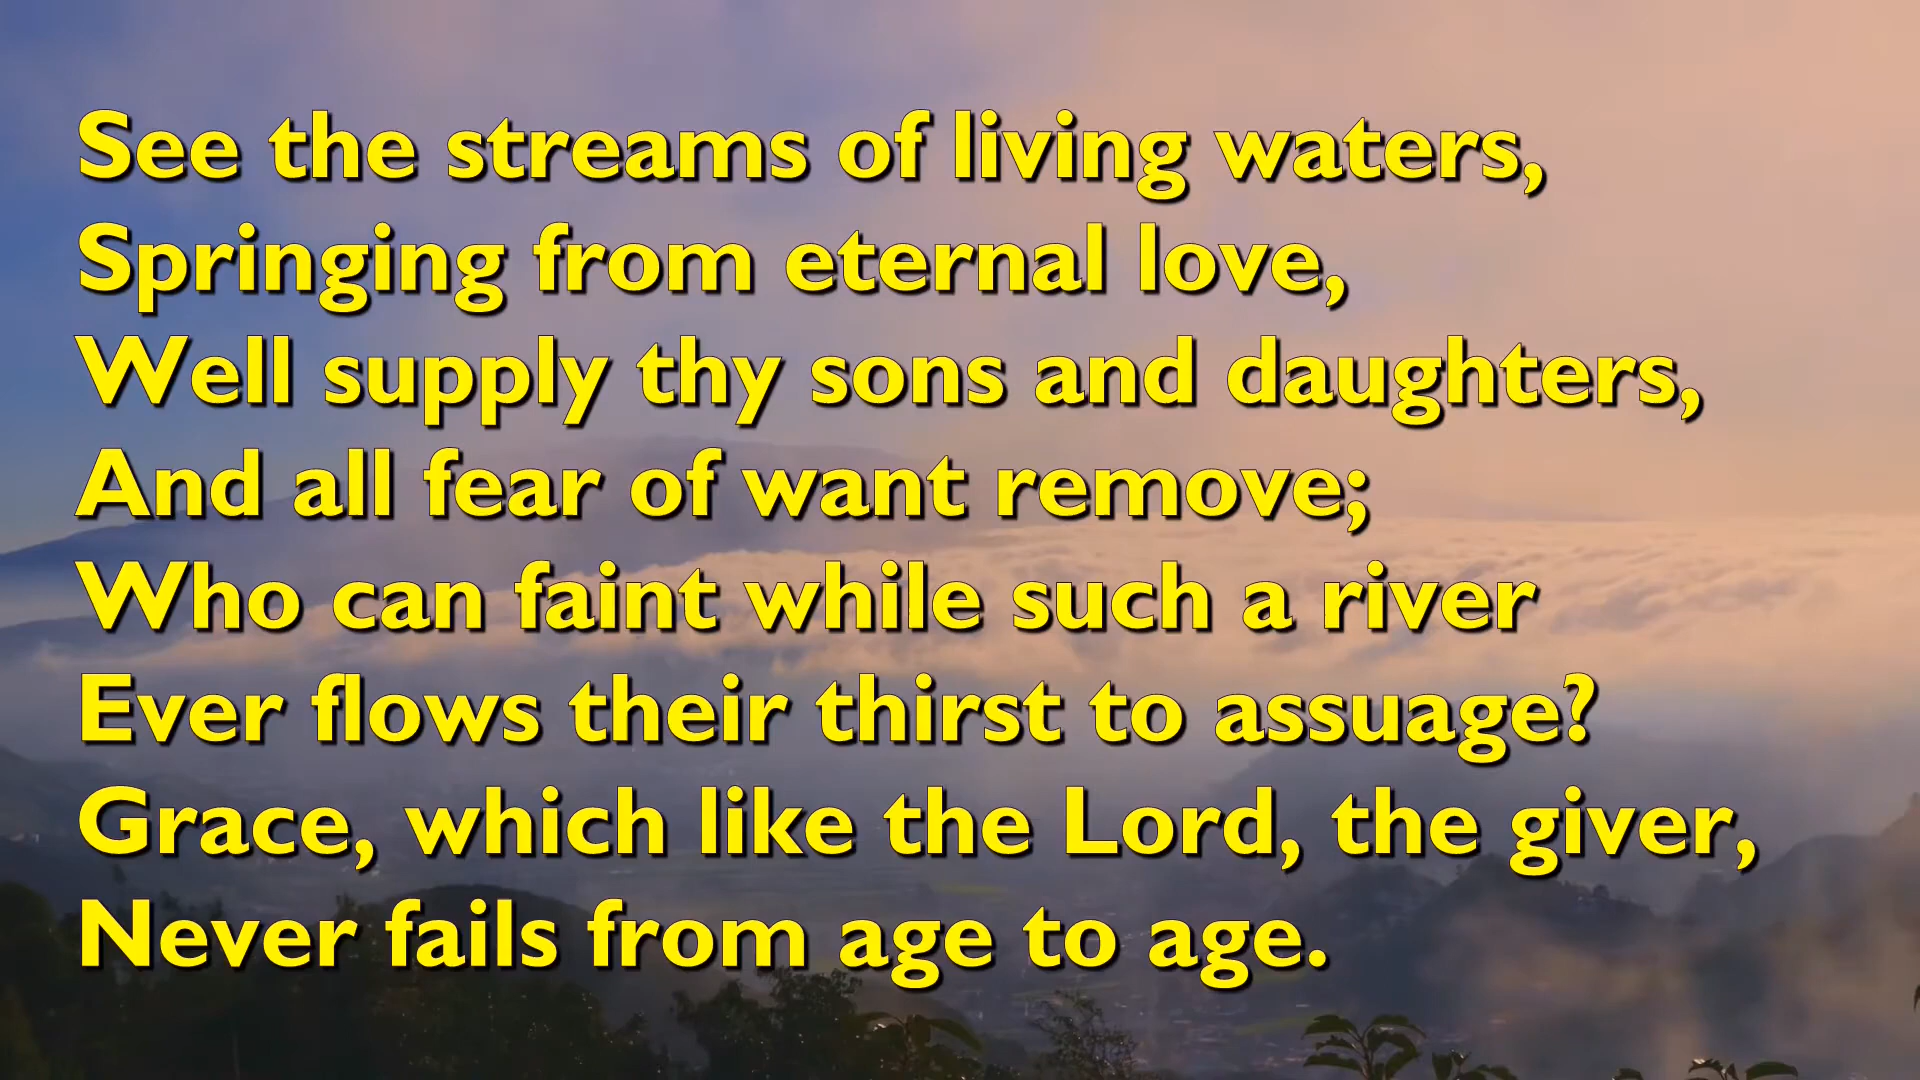 See the streams of living waters,
Springing from eternal love,
Well supply thy sons and daughters,
And all fear of want remove;
Who can faint while such a river
Ever flows their thirst to assuage?
Grace, which like the Lord, the giver,
Never fails from age to age.